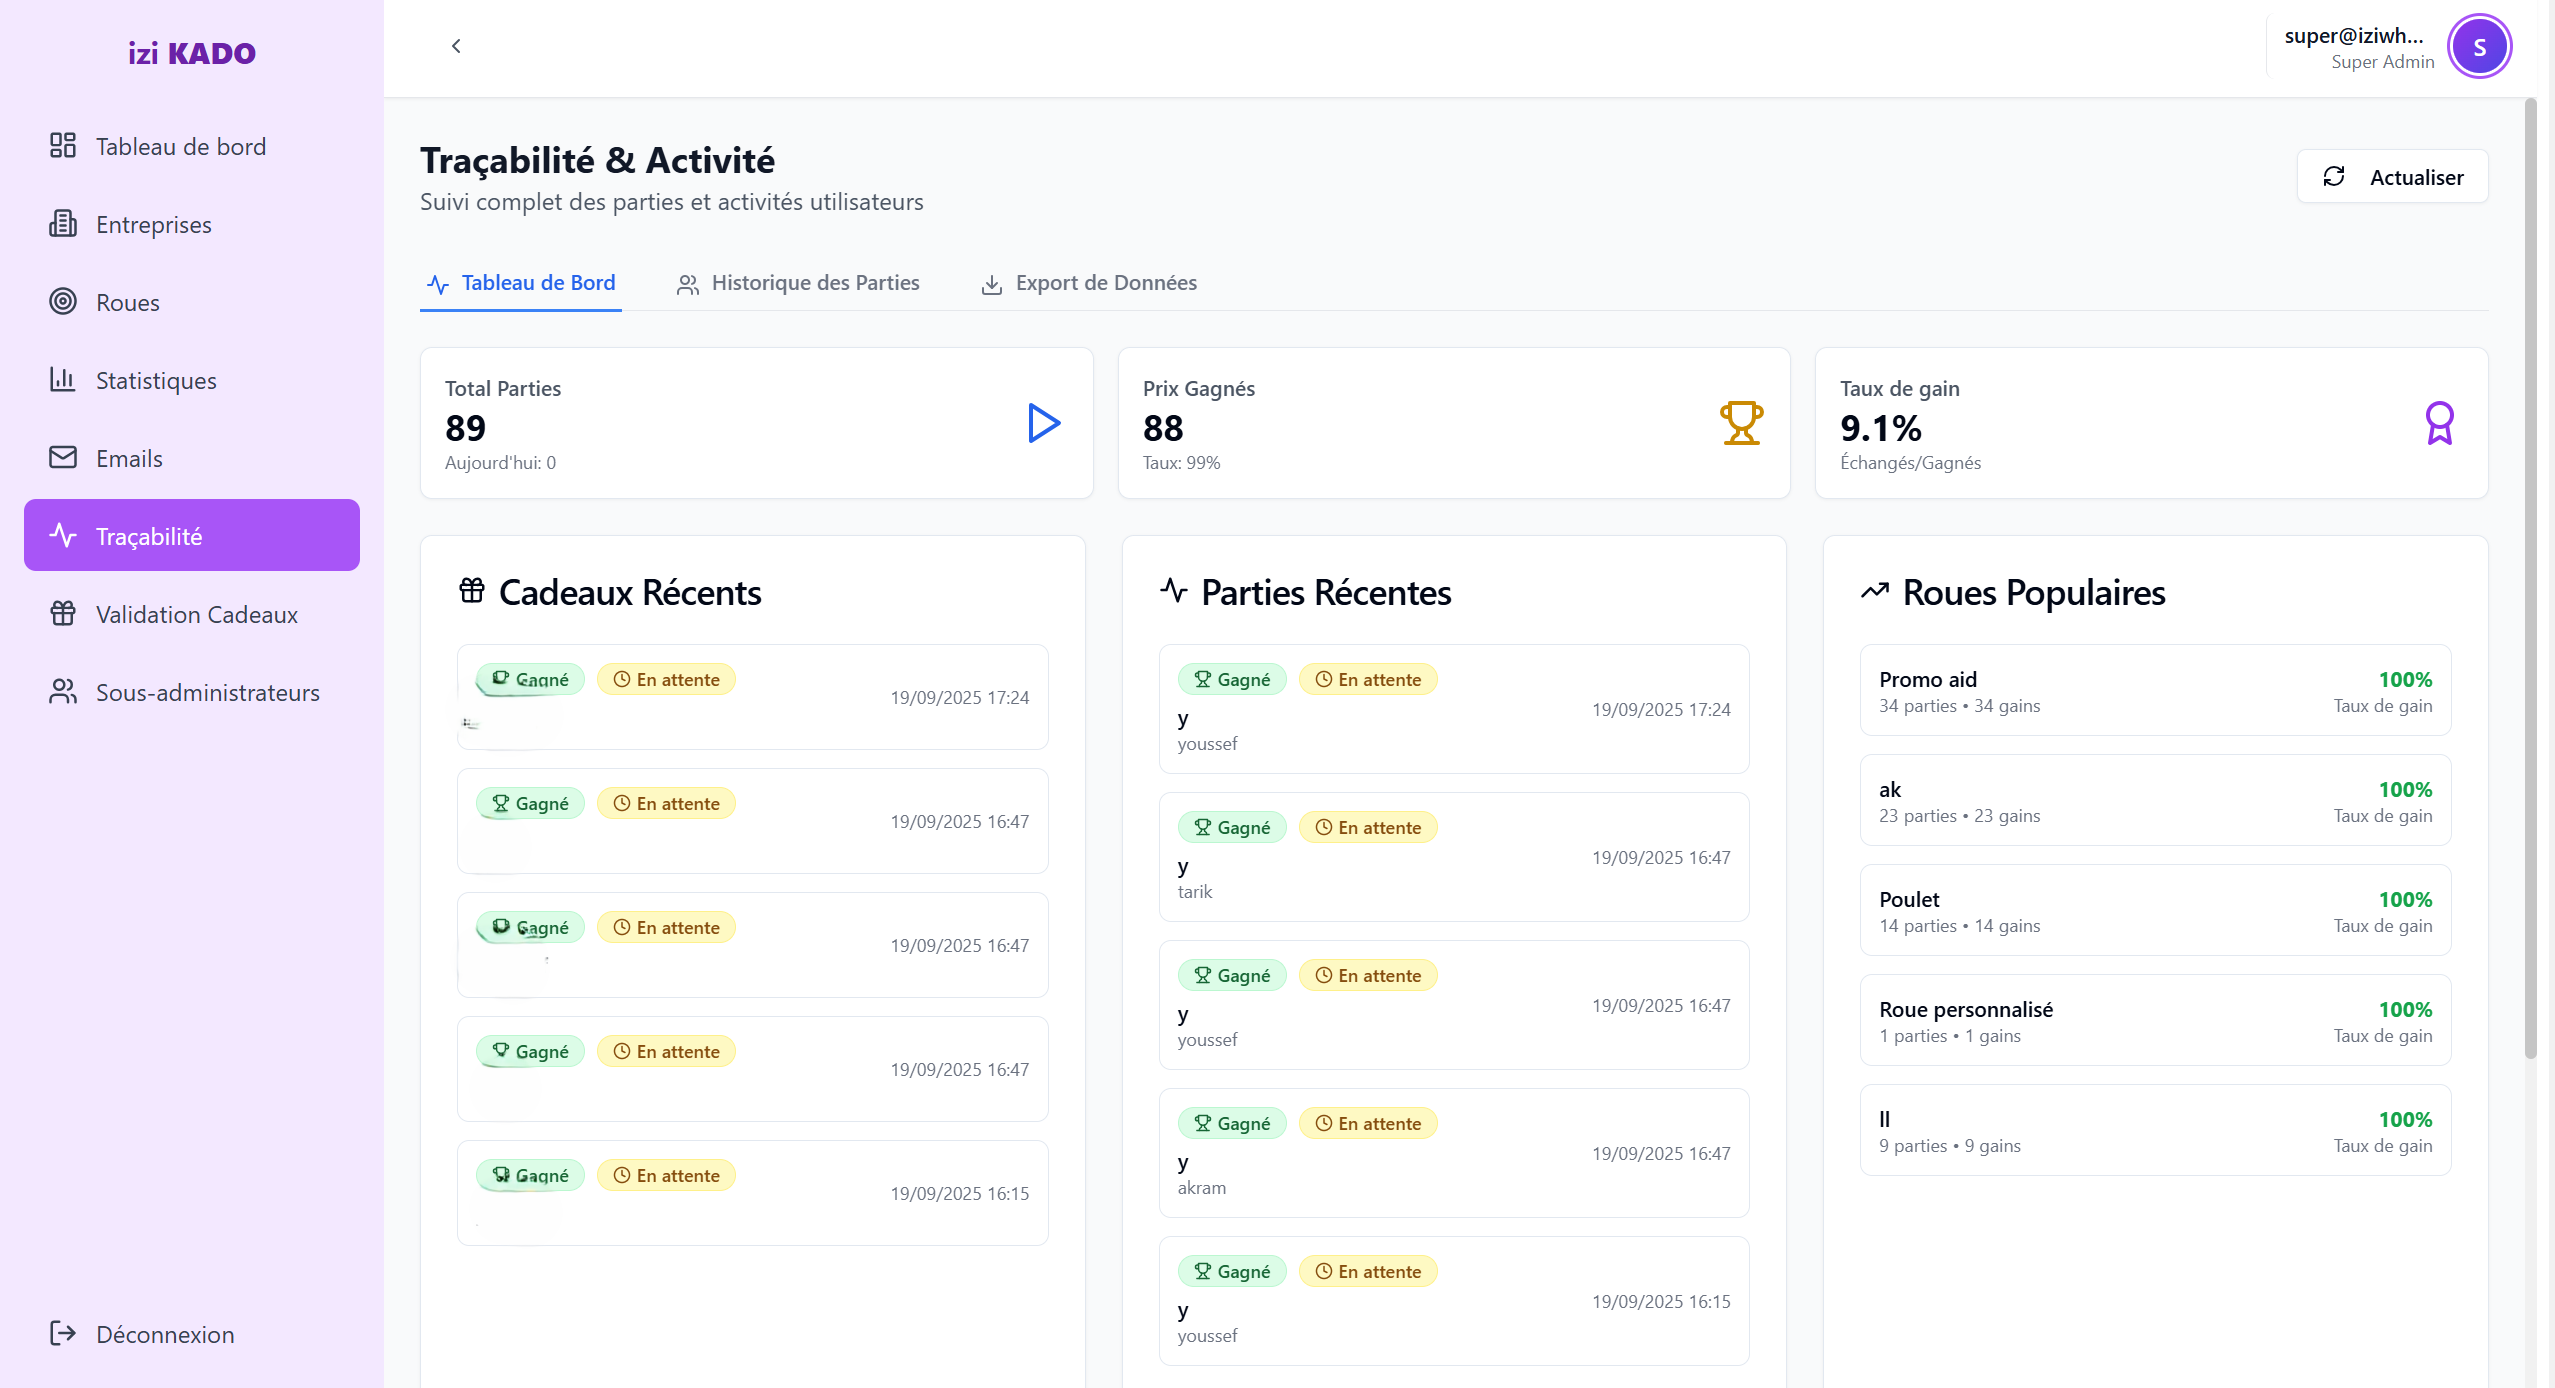 izi KADO
Tableau de bord
Entreprises
Roues
Statistiques
Emails
Traçabilité
Validation Cadeaux
Sous-administrateurs
Déconnexion
super@iziwh...
Super Admin
S
Traçabilité & Activité
Suivi complet des parties et activités utilisateurs
Actualiser
Tableau de Bord
Historique des Parties
Export de Données
Total Parties
89
Aujourd'hui: 0
Prix Gagnés
88
Taux: 99%
Taux de gain
9.1%
Échangés/Gagnés
Cadeaux Récents
Gagné En attente
19/09/2025 17:24
Gagné En attente
19/09/2025 16:47
Gagné En attente
19/09/2025 16:47
Gagné En attente
19/09/2025 16:47
Gagné En attente
19/09/2025 16:15
Parties Récentes
Gagné En attente
y
youssef
19/09/2025 17:24
Gagné En attente
y
tarik
19/09/2025 16:47
Gagné En attente
y
youssef
19/09/2025 16:47
Gagné En attente
y
akram
19/09/2025 16:47
Gagné En attente
y
youssef
19/09/2025 16:15
Roues Populaires
Promo aid
34 parties • 34 gains
100%
Taux de gain
ak
23 parties • 23 gains
100%
Taux de gain
Poulet
14 parties • 14 gains
100%
Taux de gain
Roue personnalisé
1 parties • 1 gains
100%
Taux de gain
ll
9 parties • 9 gains
100%
Taux de gain